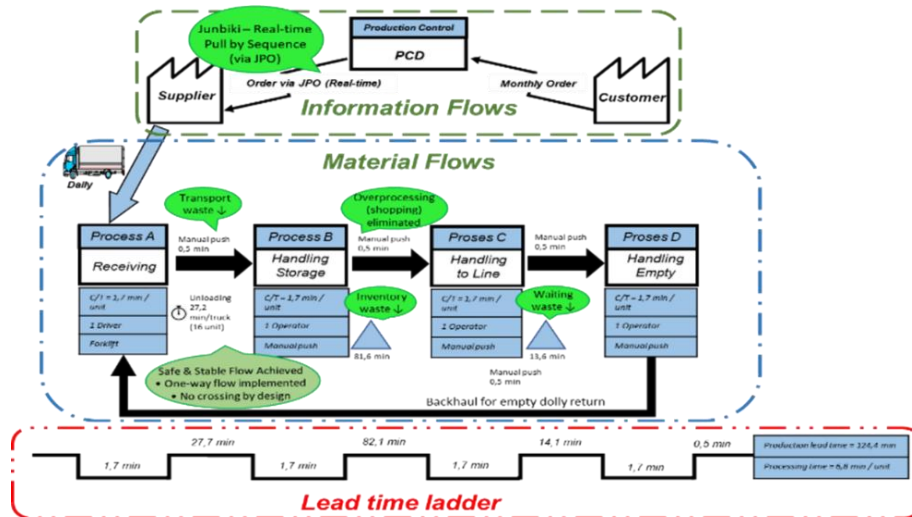 Junbiki – Real-time
Pull by Sequence
(via JPO)
Production Control
PCD
Supplier
Order via JPO (Real-time)
Monthly Order
Customer
Information Flows
Material Flows
Daily
Transport
waste ↓
Overprocessing
(shopping)
eliminated
Process A
Receiving
C/T = 1,7 min /
unit
1 Driver
Forklift
Manual push
0,5 min
Unloading
27,2
min/truck
(16 unit)
Process B
Handling
Storage
C/T – 1,7 min /
unit
1 Operator
Manual push
Manual push
0,5 min
Inventory
waste ↓
81,6 min
Proses C
Handling
to Line
C/T = 1,7 min /
unit
1 Operator
Manual push
Manual push
0,5 min
Waiting
waste ↓
13,6 min
Manual push
0,5 min
Proses D
Handling
Empty
C/T – 1,7 min /
unit
1 Operator
Manual push
Safe & Stable Flow Achieved
• One-way flow implemented
• No crossing by design
Backhaul for empty dolly return
27,7 min
82,1 min
14,1 min
0,5 min
1,7 min
1,7 min
1,7 min
1,7 min
Production lead time = 124,4 min
Processing time = 6,8 min / unit
Lead time ladder